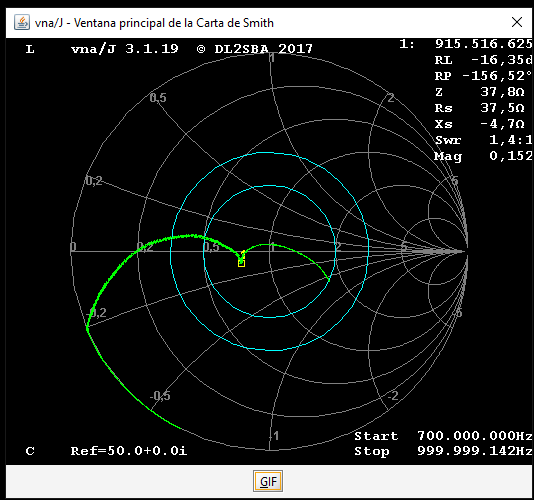 vna/J - Ventana principal de la Carta de Smith
L vna/J 3.1.19 © DL2SBA 2017
1: 915.516.625
RL -16,35d
RP -156,52°
Z 37,8Ω
Rs 37,5Ω
Xs -4,7Ω
Swr 1,4:1
Mag 0,152
1
0,5
2
0,2
5
0
0,2
0,5
1
2
5
-0,2
-5
-0,5
-2
-1
1
Start 700.000.000Hz
C Ref=50.0+0.0i
Stop 999.999.142Hz
GIF